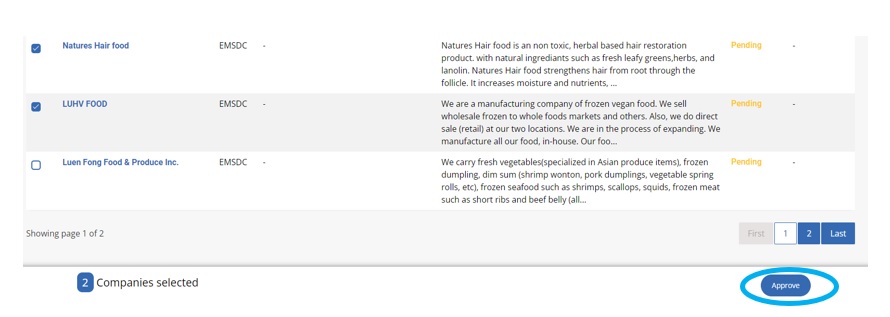 Natures Hair food EMSDC - Natures Hair food is an non toxic, herbal based hair restoration Pending -
product. with natural ingrediants such as fresh leafy greens,herbs, and
lanolin. Natures Hair food strengthens hair from root through the
follicle. It increases moisture and nutrients, ...
LUHV FOOD EMSDC - We are a manufacturing company of frozen vegan food. We sell Pending -
wholesale frozen to whole foods markets and others. Also, we do direct
sale (retail) at our two locations. We are in the process of expanding. We
manufacture all our food, in-house. Our foo...
Luen Fong Food & Produce Inc. EMSDC - We carry fresh vegetables(specialized in Asian produce items), frozen Pending -
dumpling, dim sum (shrimp wonton, pork dumplings, vegetable spring
rolls, etc), frozen seafood such as shrimps, scallops, squids, frozen meat
such as short ribs and beef belly (all...
Showing page 1 of 2 First 1 2 Last
2 Companies selected Approve